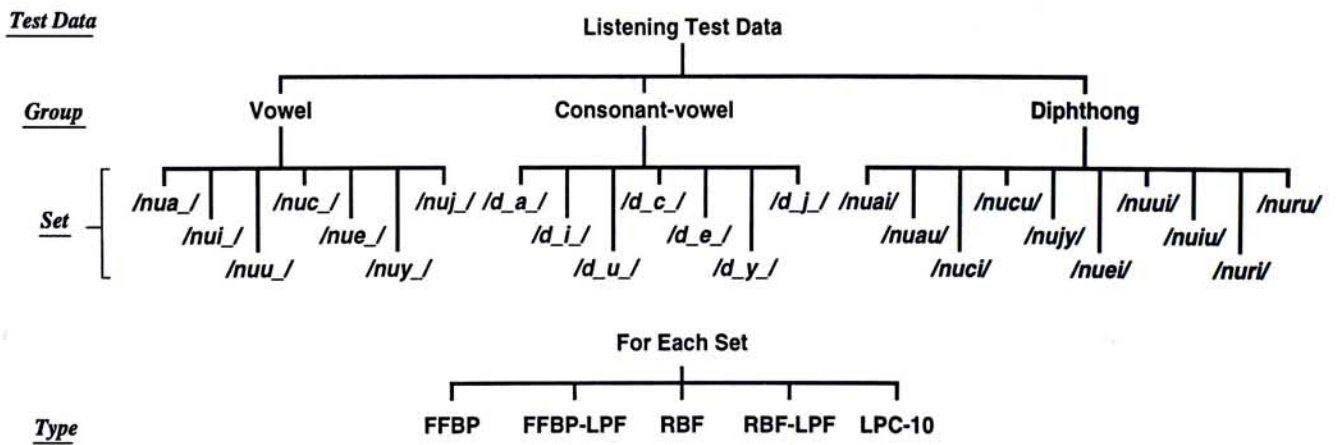 Test Data
Listening Test Data
Group
Vowel Consonant-vowel Diphthong
Set
/nua_/ /nuc_/ /nuj_/ /d_a_/ /d_c_/ /d_j_/ /nuai/ /nucu/ /nuui/ /nuru/
/nui_/ /nue_/ /d_i_/ /d_e_/ /nuau/ /nujy/ /nuiu/
/nuu_/ /nuy_/ /d_u_/ /d_y_/ /nuci/ /nuei/ /nuri/
For Each Set
Type
FFBP FFBP-LPF RBF RBF-LPF LPC-10